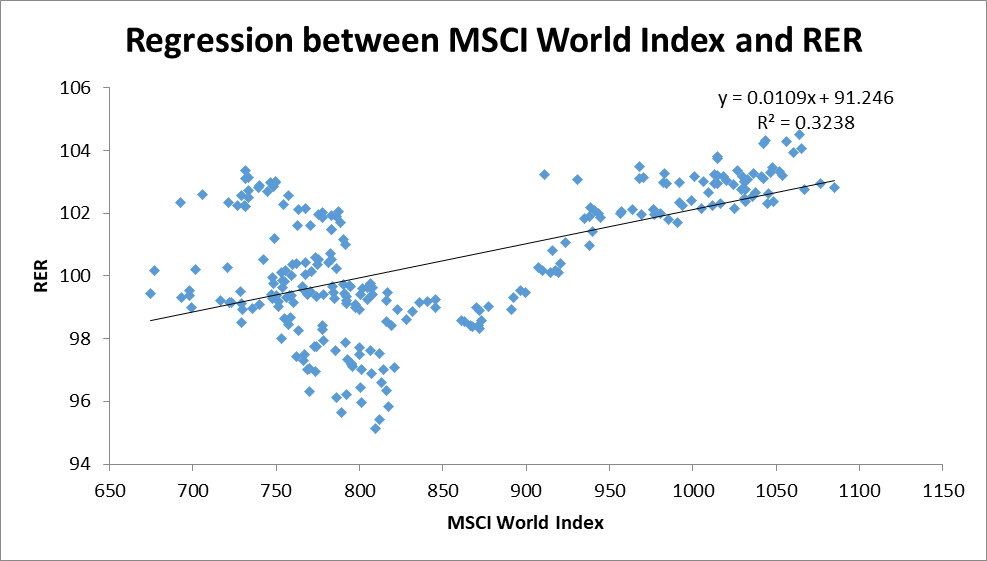 Regression between MSCI World Index and RER
y = 0.0109x + 91.246
R² = 0.3238
106
104
102
100
98
96
94
RER
650 700 750 800 850 900 950 1000 1050 1100 1150
MSCI World Index